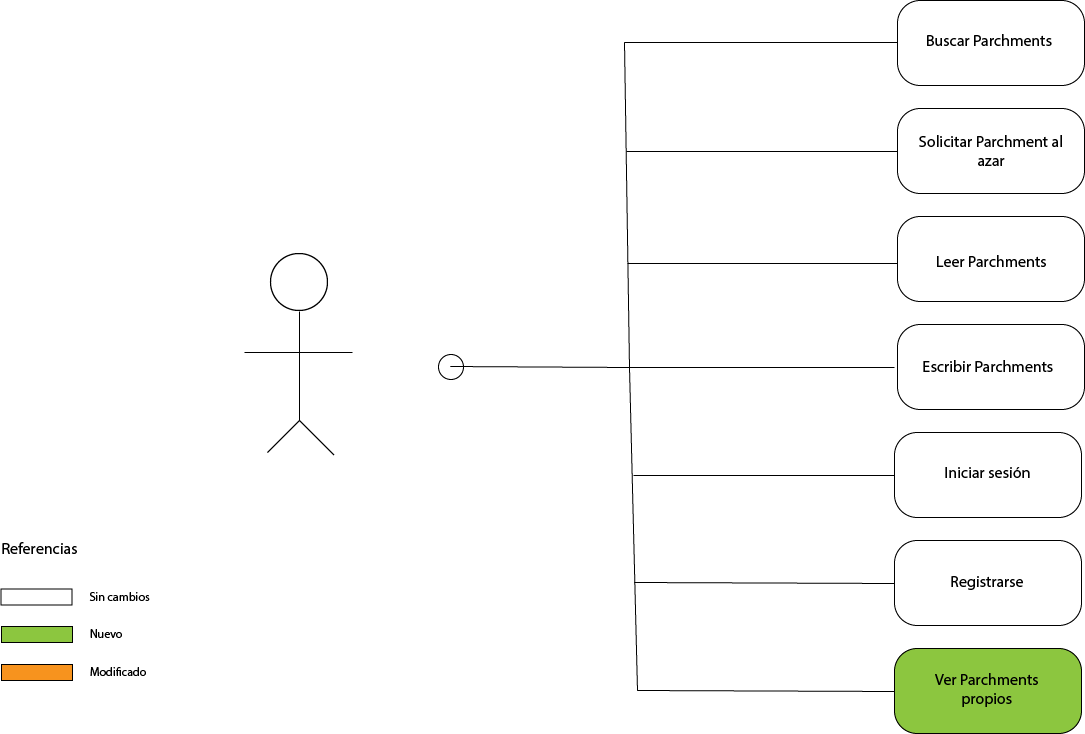 Buscar Parchments
Solicitar Parchment al
azar
Leer Parchments
Escribir Parchments
Iniciar sesión
Registrarse
Ver Parchments
propios
Referencias
Sin cambios
Nuevo
Modificado